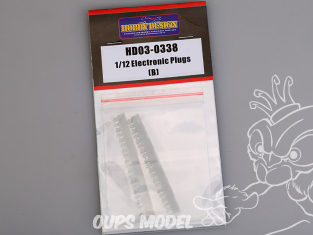 HOBBY DESIGN
HD03-0338
1/12 Electronic Plugs
(B)
OUPS MODEL